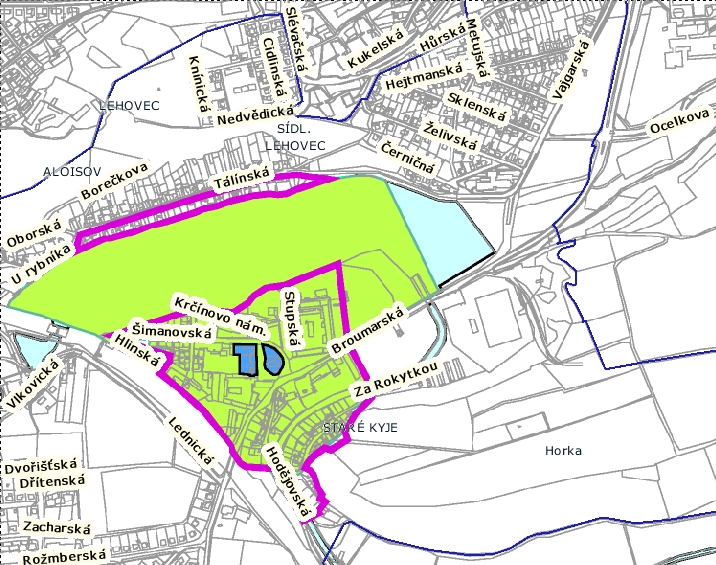 Slévačská
Kukelská
Hůrská
Metujská
Cidlinská
Knínická
Hejtmanská
Vajgarská
LEHOVEC
Sklenská
Nedvědická
Ocelkova
SÍDL.
LEHOVEC
Želivská
Černičná
ALOISOV
Borečkova
Tálínská
Oborská
U rybníka
Krčínovo nám.
Stupská
Šimanovská
Broumarská
Hlinská
Vlkovická
Za Rokytkou
Lednická
STARÉ KYJE
Horka
Hodějovská
Dvořišťská
Dřítenská
Zacharská
Rožmberská